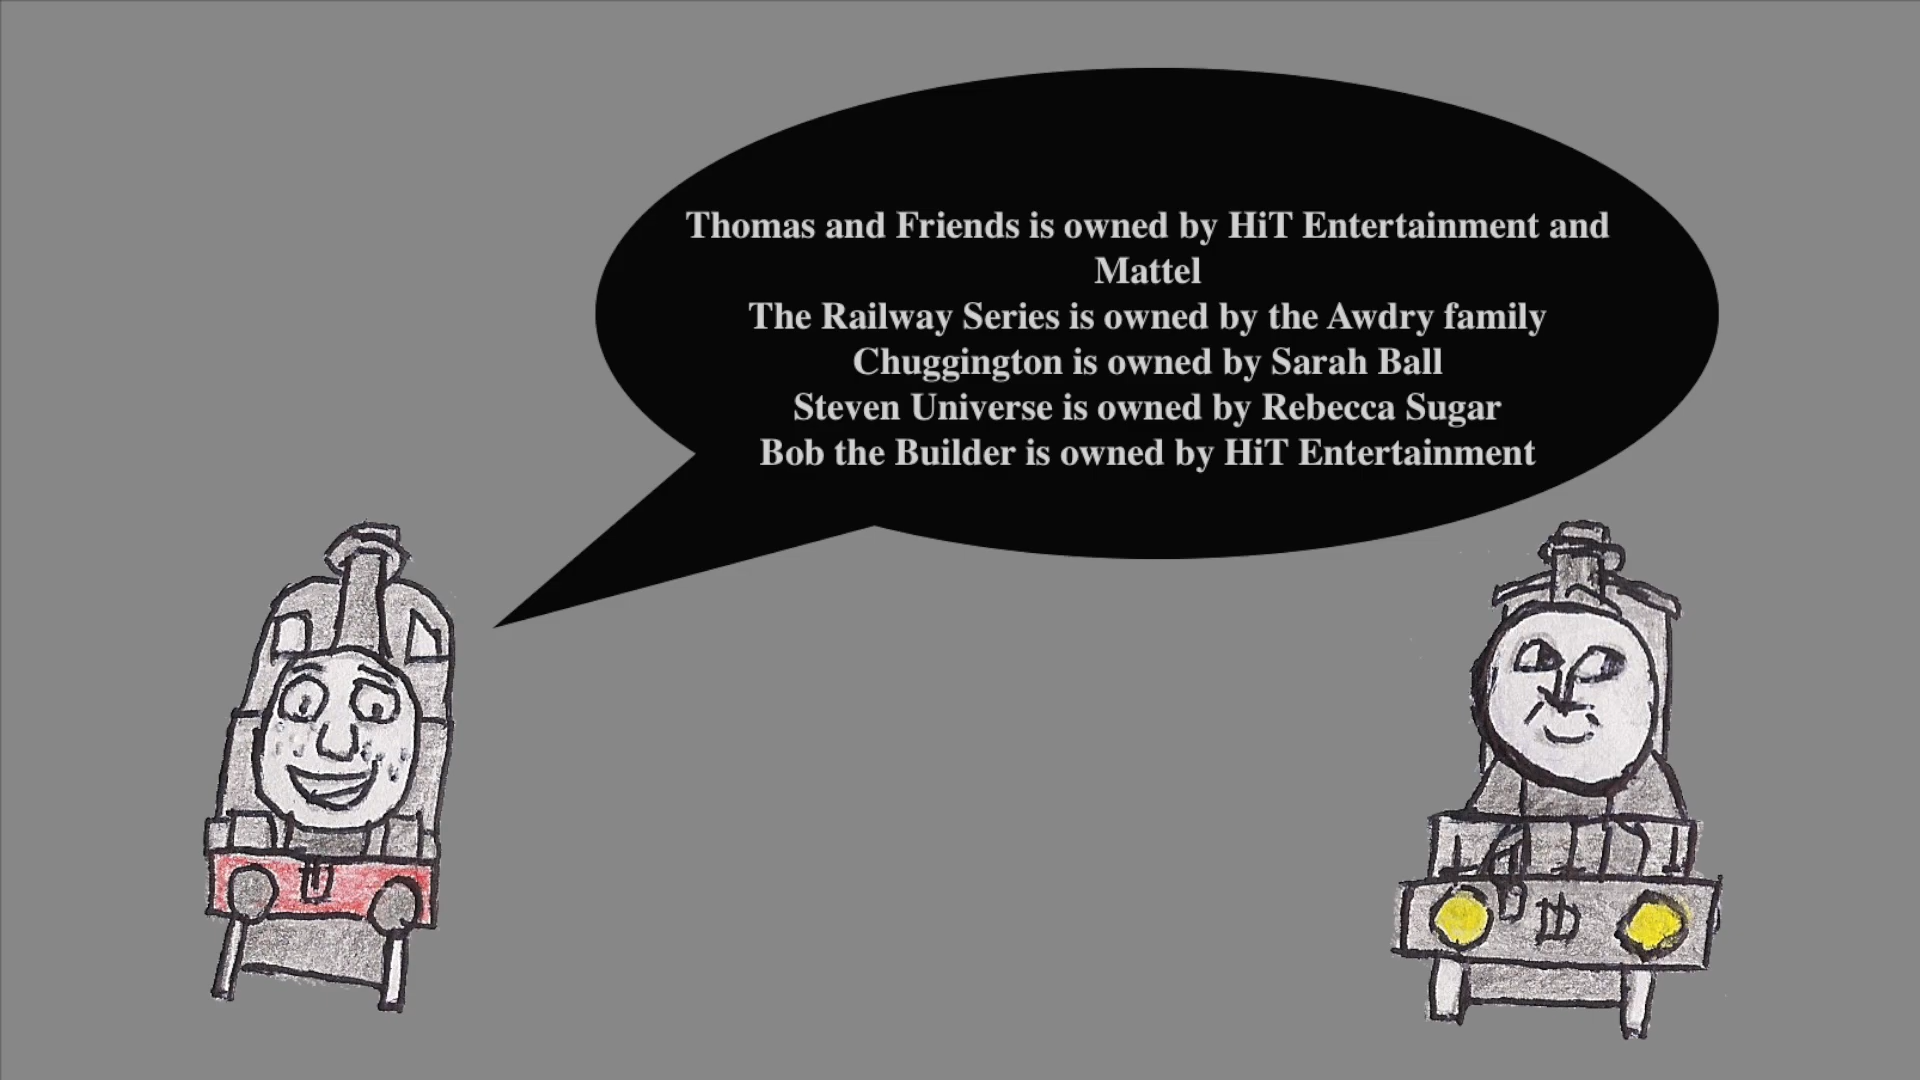 Thomas and Friends is owned by HiT Entertainment and
Mattel
The Railway Series is owned by the Awdry family
Chuggington is owned by Sarah Ball
Steven Universe is owned by Rebecca Sugar
Bob the Builder is owned by HiT Entertainment